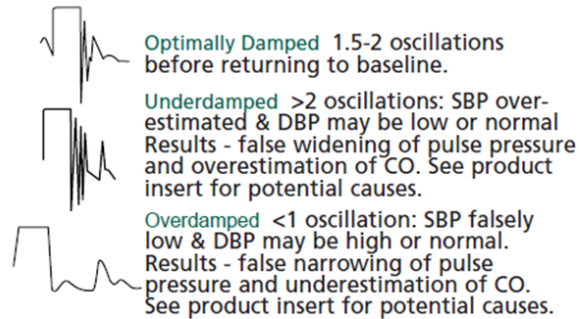 Optimally Damped 1.5-2 oscillations
before returning to baseline.
Underdamped >2 oscillations: SBP over-
estimated & DBP may be low or normal
Results - false widening of pulse pressure
and overestimation of CO. See product
insert for potential causes.
Overdamped <1 oscillation: SBP falsely
low & DBP may be high or normal.
Results - false narrowing of pulse
pressure and underestimation of CO.
See product insert for potential causes.